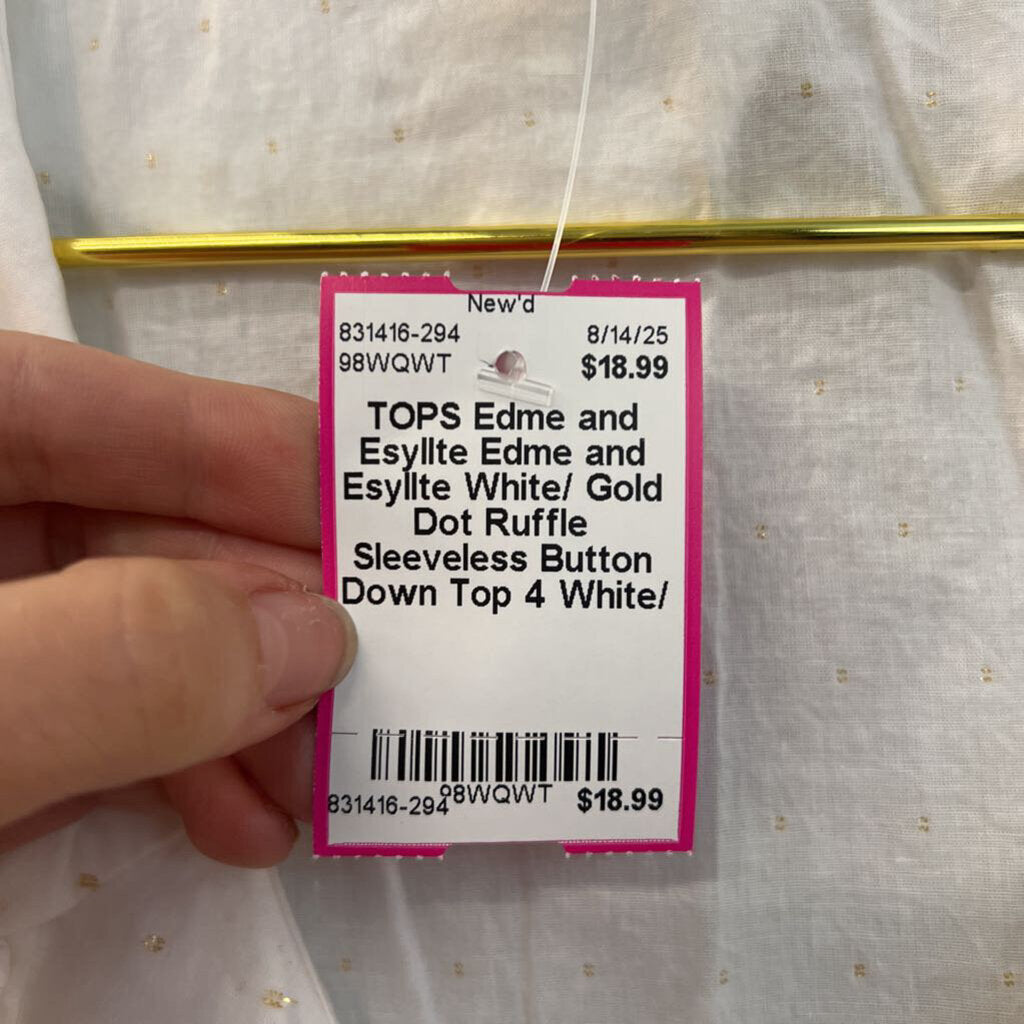 New'd
831416-294 8/14/25
98WQWT $18.99
TOPS Edme and
Esyllte Edme and
Esyllte White/ Gold
Dot Ruffle
Sleeveless Button
Down Top 4 White/
831416-294 98WQWT $18.99